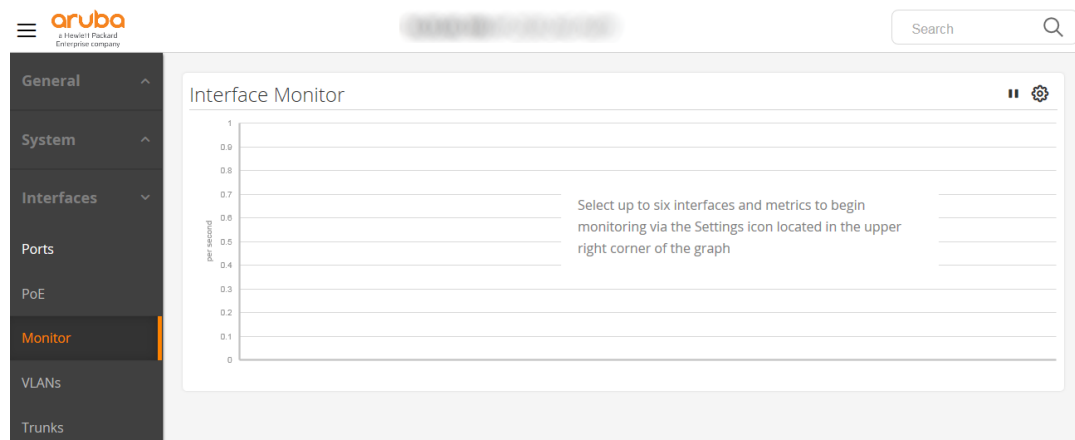 aruba
a Hewlett Packard
Enterprise company
Search
General
System
Interfaces
Ports
PoE
Monitor
VLANs
Trunks
Interface Monitor
1
0.9
0.8
0.7
0.6
0.5
0.4
0.3
0.2
0.1
0
per second
Select up to six interfaces and metrics to begin
monitoring via the Settings icon located in the upper
right corner of the graph